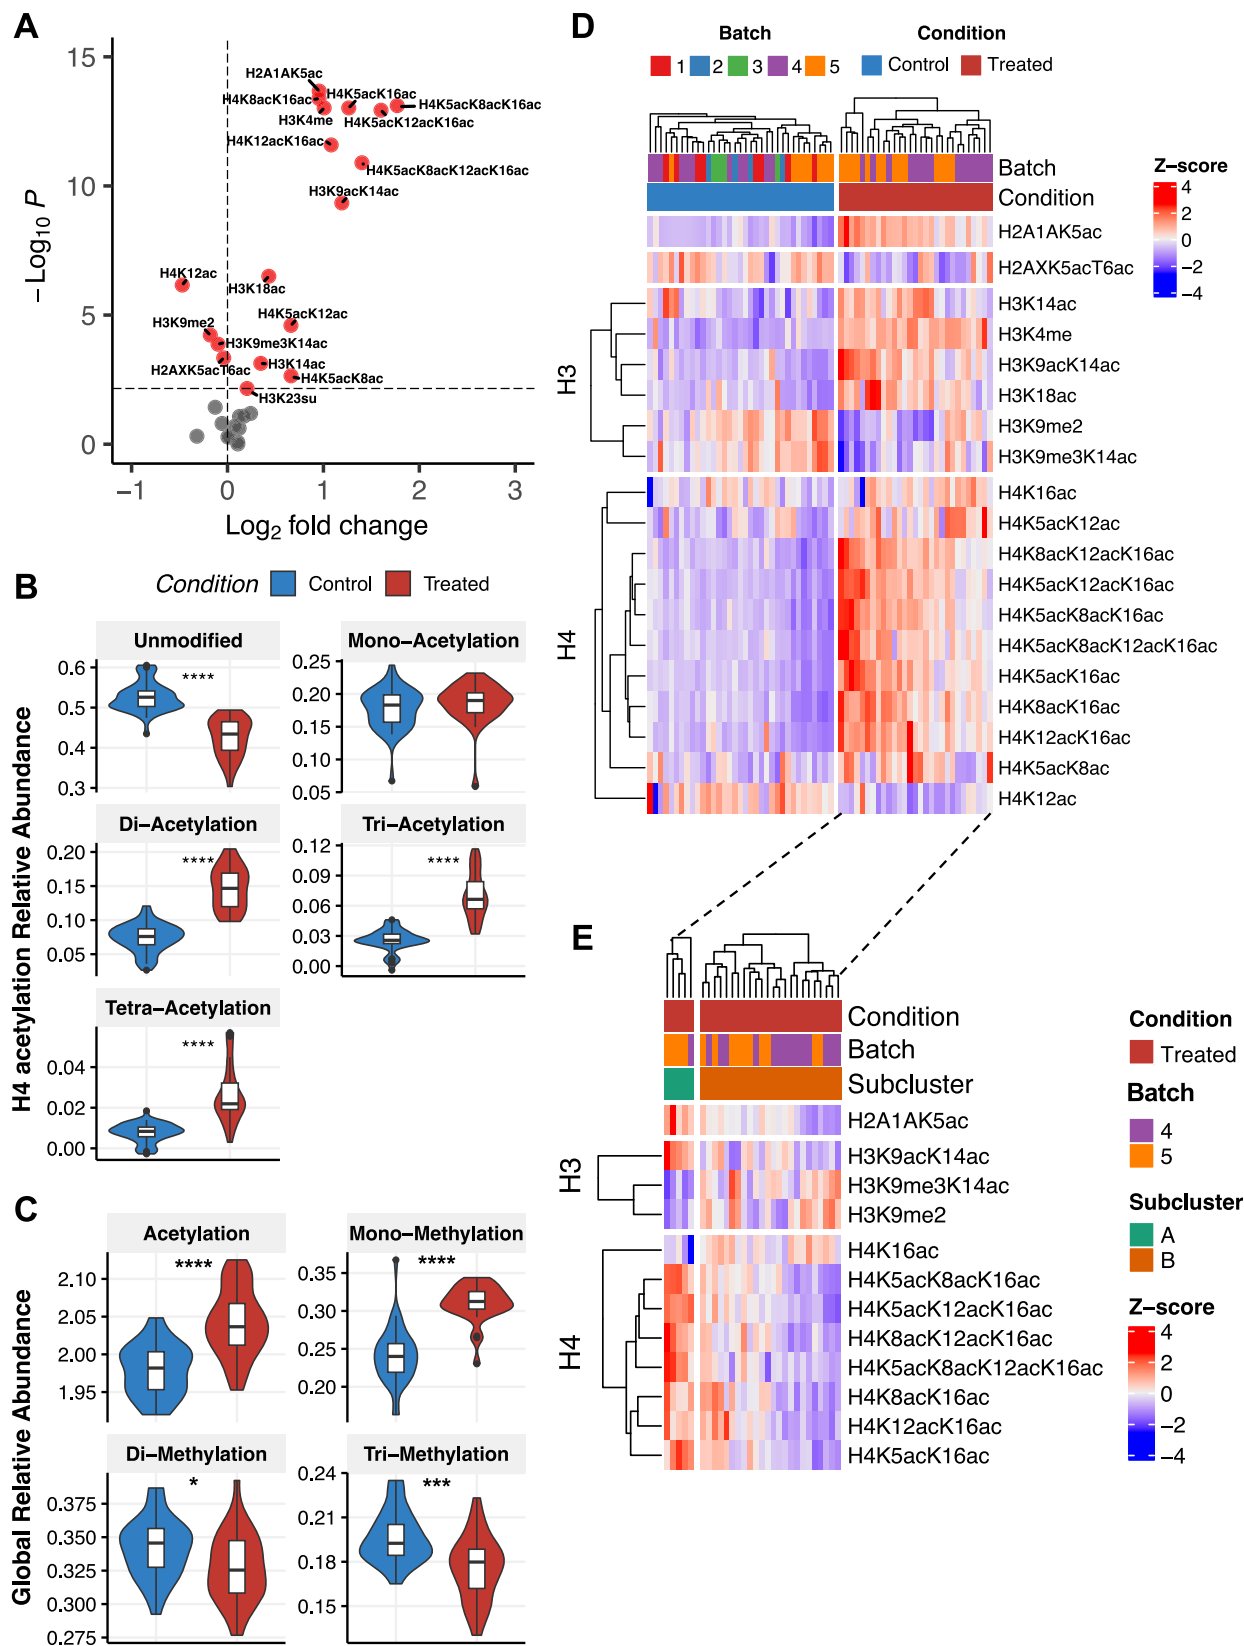 A
15
10
5
0
−Log10 P
−1
0
1
2
3
Log2 fold change
H2A1AK5ac
H4K8acK16ac
H4K5acK16ac
H4K5acK8acK16ac
H3K4me
H4K5acK12acK16ac
H4K12acK16ac
H4K5acK8acK12acK16ac
H3K9acK14ac
H4K12ac
H3K18ac
H4K5acK12ac
H3K9me2
H3K9me3K14ac
H2AXK5acT6ac
H3K14ac
H4K5acK8ac
H3K23su
B
Condition Control Treated
H4 acetylation Relative Abundance
Unmodified
0.6
0.5
0.4
0.3
****
Mono−Acetylation
0.25
0.20
0.15
0.10
0.05
Di−Acetylation
0.20
0.15
0.10
0.05
****
Tri−Acetylation
0.12
0.09
0.06
0.03
0.00
****
Tetra−Acetylation
0.04
0.02
0.00
****
C
Global Relative Abundance
Acetylation
2.10
2.05
2.00
1.95
****
Mono−Methylation
0.35
0.30
0.25
0.20
****
Di−Methylation
0.375
0.350
0.325
0.300
0.275
*
Tri−Methylation
0.24
0.21
0.18
0.15
***
D
Batch
1 2 3 4 5
Condition
Control Treated
Batch
Condition
Z−score
4
2
0
−2
−4
H2A1AK5ac
H2AXK5acT6ac
H3
H3K14ac
H3K4me
H3K9acK14ac
H3K18ac
H3K9me2
H3K9me3K14ac
H4
H4K16ac
H4K5acK12ac
H4K8acK12acK16ac
H4K5acK12acK16ac
H4K5acK8acK16ac
H4K5acK8acK12acK16ac
H4K5acK16ac
H4K8acK16ac
H4K12acK16ac
H4K5acK8ac
H4K12ac
E
Condition
Batch
Subcluster
H2A1AK5ac
H3
H3K9acK14ac
H3K9me3K14ac
H3K9me2
H4
H4K16ac
H4K5acK8acK16ac
H4K5acK12acK16ac
H4K8acK12acK16ac
H4K5acK8acK12acK16ac
H4K8acK16ac
H4K12acK16ac
H4K5acK16ac
Condition
Treated
Batch
4
5
Subcluster
A
B
Z−score
4
2
0
−2
−4